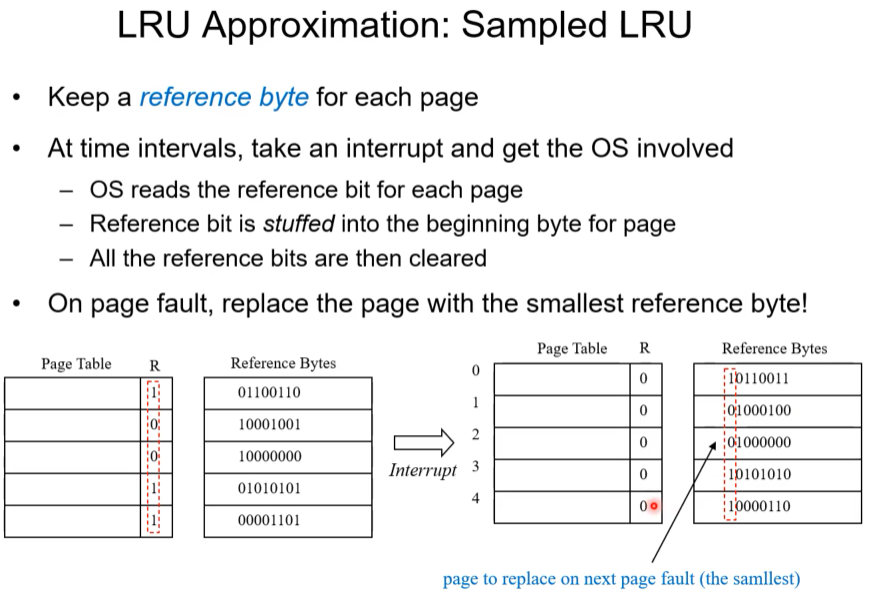 LRU Approximation: Sampled LRU
• Keep a reference byte for each page
• At time intervals, take an interrupt and get the OS involved
– OS reads the reference bit for each page
– Reference bit is stuffed into the beginning byte for page
– All the reference bits are then cleared
• On page fault, replace the page with the smallest reference byte!
Page Table R Reference Bytes
1 01100110
0 10001001
0 10000000
1 01010101
1 00001101
Interrupt
Page Table R Reference Bytes
0 0 10110011
1 0 01000100
2 0 01000000
3 0 10101010
4 0 10000110
page to replace on next page fault (the samllest)